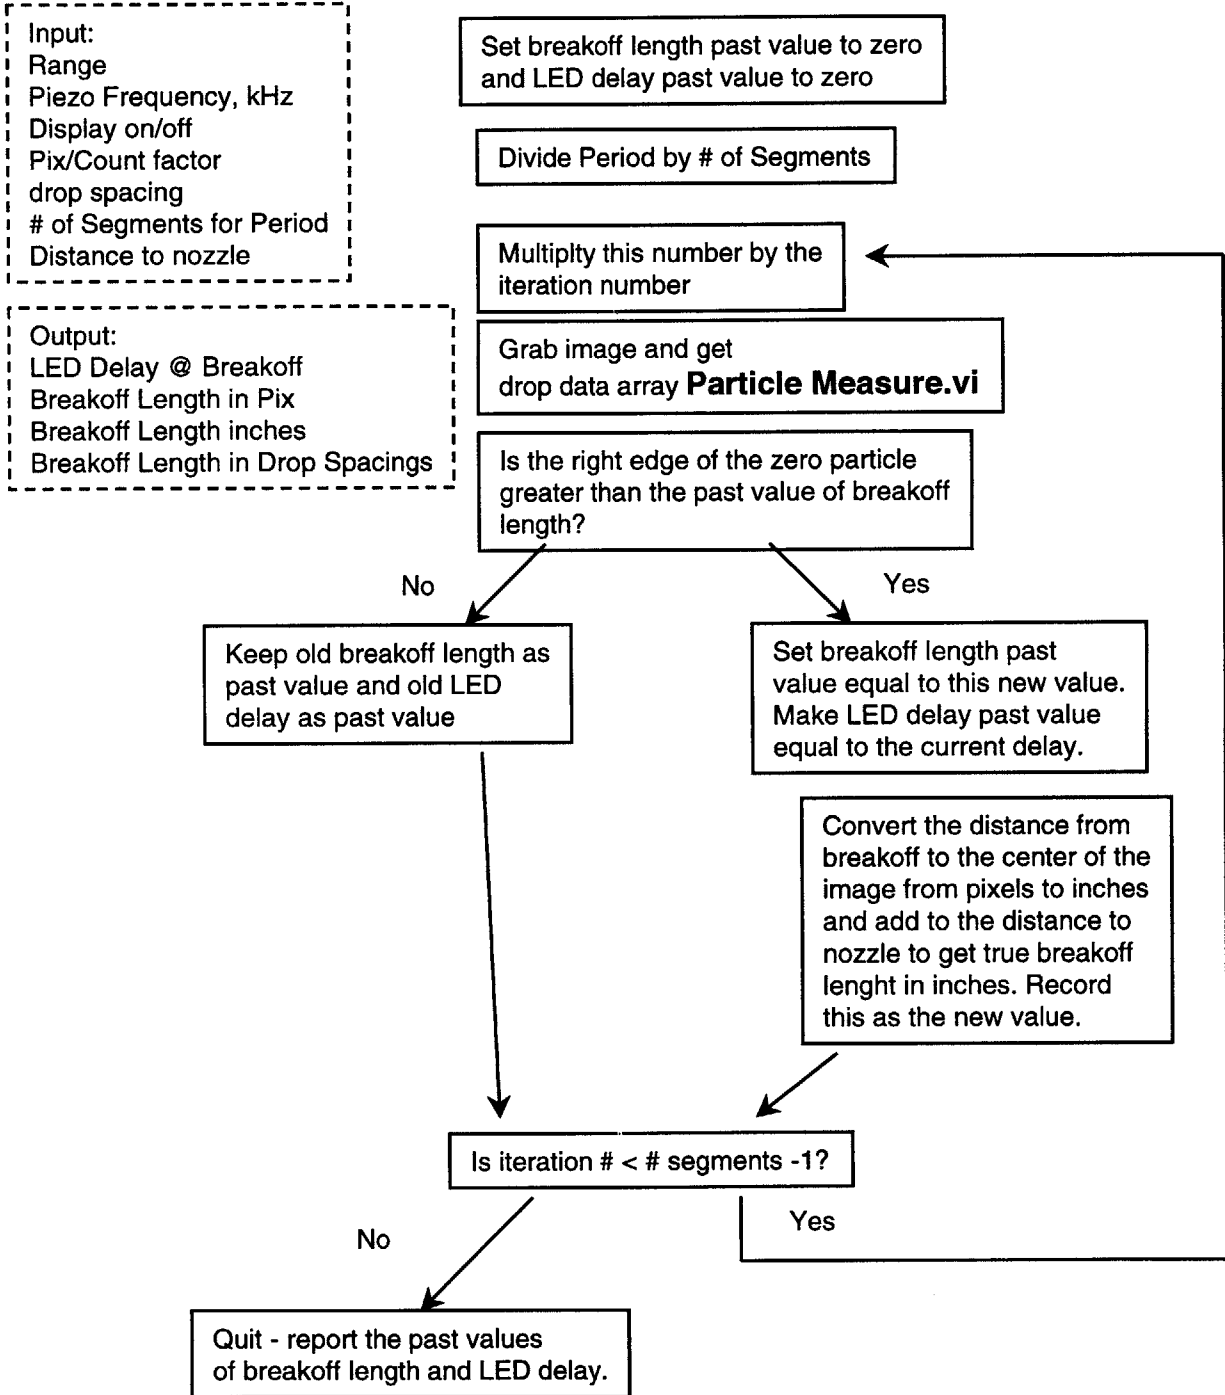 Input:
Range
Piezo Frequency, kHz
Display on/off
Pix/Count factor
drop spacing
# of Segments for Period
Distance to nozzle
Output:
LED Delay @ Breakoff
Breakoff Length in Pix
Breakoff Length inches
Breakoff Length in Drop Spacings
Set breakoff length past value to zero
and LED delay past value to zero
Divide Period by # of Segments
Multiplty this number by the
iteration number
Grab image and get
drop data array Particle Measure.vi
Is the right edge of the zero particle
greater than the past value of breakoff
length?
No
Yes
Keep old breakoff length as
past value and old LED
delay as past value
Set breakoff length past
value equal to this new value.
Make LED delay past value
equal to the current delay.
Convert the distance from
breakoff to the center of the
image from pixels to inches
and add to the distance to
nozzle to get true breakoff
lenght in inches. Record
this as the new value.
Is iteration # < # segments -1?
No
Yes
Quit - report the past values
of breakoff length and LED delay.